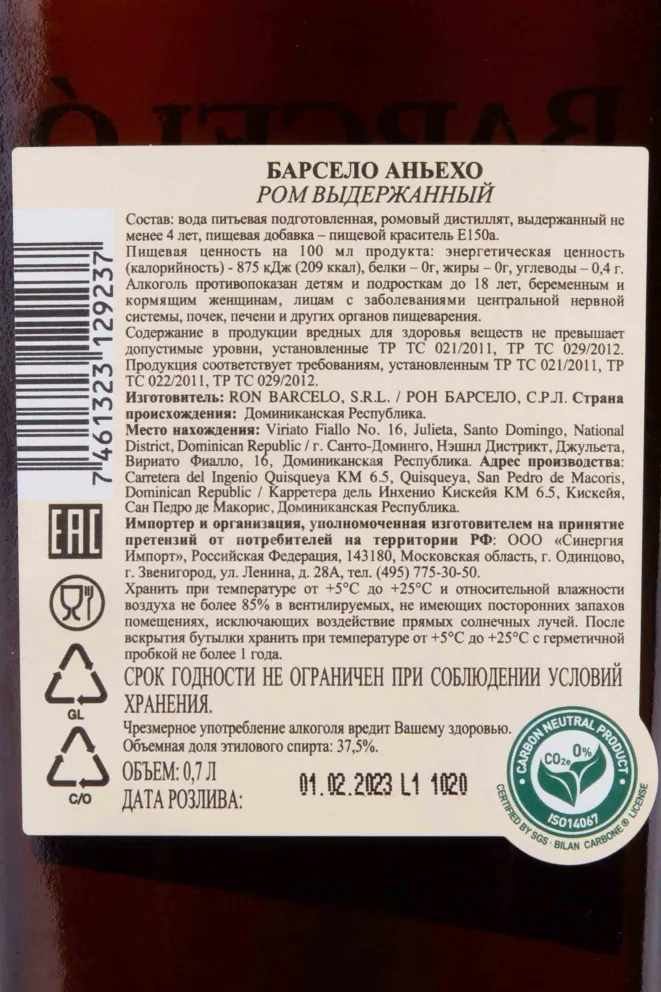 BARCELÒ
БАРСЕЛО АНЬЕХО
РОМ ВЫДЕРЖАННЫЙ
Состав: вода питьевая подготовленная, ромовый дистиллят, выдержанный не
менее 4 лет, пищевая добавка – пищевой краситель Е150а.
Пищевая ценность на 100 мл продукта: энергетическая ценность
(калорийность) - 875 кДж (209 ккал), белки – 0г, жиры – 0г, углеводы – 0,4 г.
Алкоголь противопоказан детям и подросткам до 18 лет, беременным и
кормящим женщинам, лицам с заболеваниями центральной нервной
системы, почек, печени и других органов пищеварения.
Содержание в продукции вредных для здоровья веществ не превышает
допустимые уровни, установленные ТР ТС 021/2011, ТР ТС 029/2012.
Продукция соответствует требованиям, установленным ТР ТС 021/2011, ТР
ТС 022/2011, ТР ТС 029/2012.
Изготовитель: RON BARCELO, S.R.L. / РОН БАРСЕЛО, С.Р.Л. Страна
происхождения: Доминиканская Республика.
Место нахождения: Viriato Fiallo No. 16, Julieta, Santo Domingo, National
District, Dominican Republic / г. Санто-Доминго, Нэшнл Дистрикт, Джульета,
Вириато Фиалло, 16, Доминиканская Республика. Адрес производства:
Carretera del Ingenio Quisqueya KM 6.5, Quisqueya, San Pedro de Macoris,
Dominican Republic / Карретера дель Инхенио Кискейя КМ 6.5, Кискейя,
Сан Педро де Макорис, Доминиканская Республика.
Импортер и организация, уполномоченная изготовителем на принятие
претензий от потребителей на территории РФ: ООО «Синергия
Импорт», Российская Федерация, 143180, Московская область, г. Одинцово,
г. Звенигород, ул. Ленина, д. 28А, тел. (495) 775-30-50.
Хранить при температуре от +5°С до +25°С и относительной влажности
воздуха не более 85% в вентилируемых, не имеющих посторонних запахов
помещениях, исключающих воздействие прямых солнечных лучей. После
вскрытия бутылки хранить при температуре от +5°С до +25°С с герметичной
пробкой не более 1 года.
СРОК ГОДНОСТИ НЕ ОГРАНИЧЕН ПРИ СОБЛЮДЕНИИ УСЛОВИЙ
ХРАНЕНИЯ.
Чрезмерное употребление алкоголя вредит Вашему здоровью.
Объемная доля этилового спирта: 37,5%.
ОБЪЕМ: 0,7 Л
ДАТА РОЗЛИВА: 01.02.2023 L1 1020
7 461323 129237
EAC
GL
C/O
CARBON NEUTRAL PRODUCT
CO2e 0%
ISO14067
CERTIFIED BY SGS · BILAN CARBONE® LICENSE